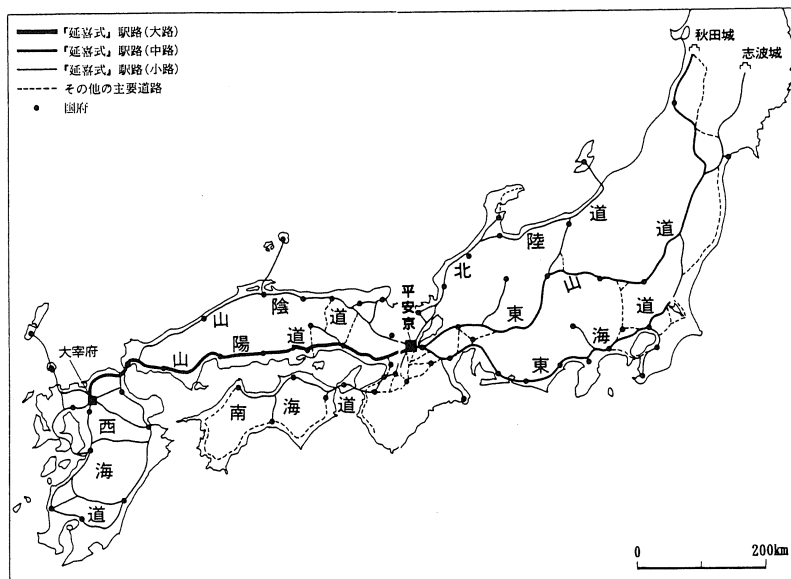 『延喜式』駅路(大路)
『延喜式』駅路(中路)
『延喜式』駅路(小路)
その他の主要道路
国府
秋田城
志波城
北陸道
東山道
東海道
山陰道
山陽道
平安京
南海道
大宰府
西海道
0 200km